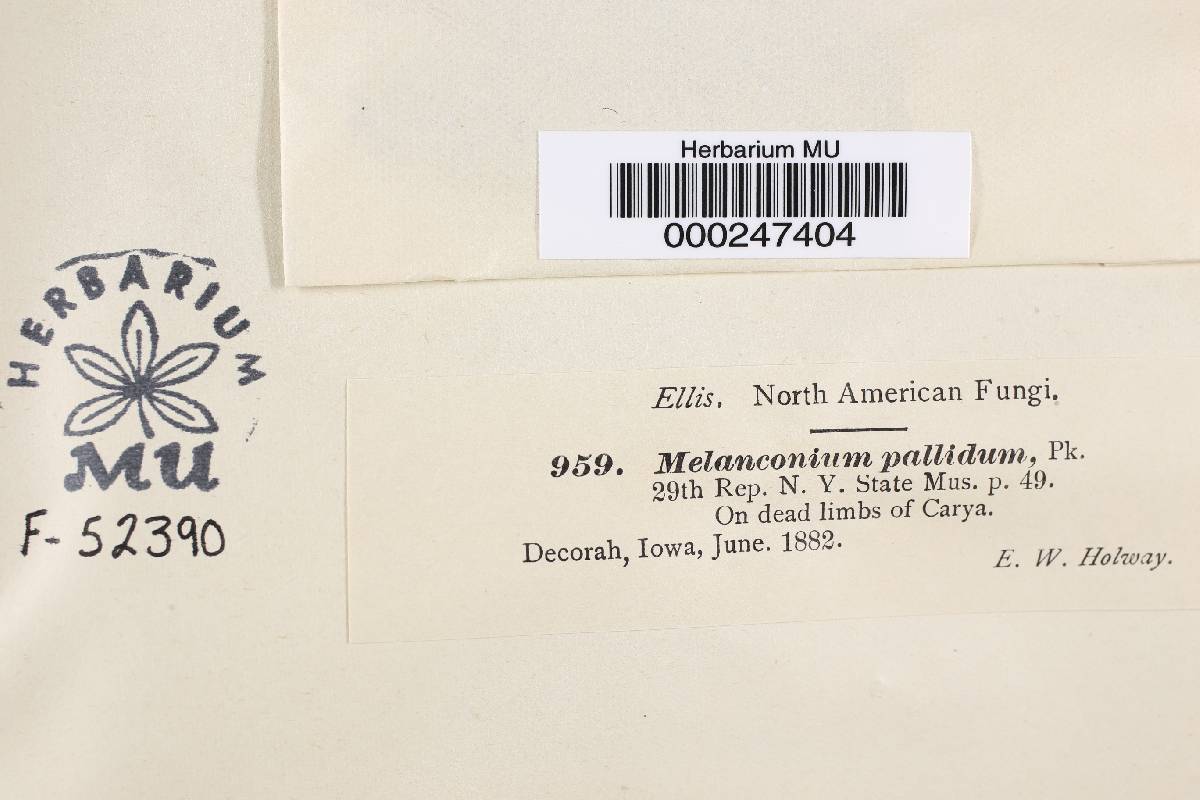 Herbarium MU
000247404
HERBARIUM
MU
F-52390
Ellis. North American Fungi.
959. Melanconium pallidum, Pk.
29th Rep. N. Y. State Mus. p. 49.
On dead limbs of Carya.
Decorah, Iowa, June. 1882.
E. W. Holway.